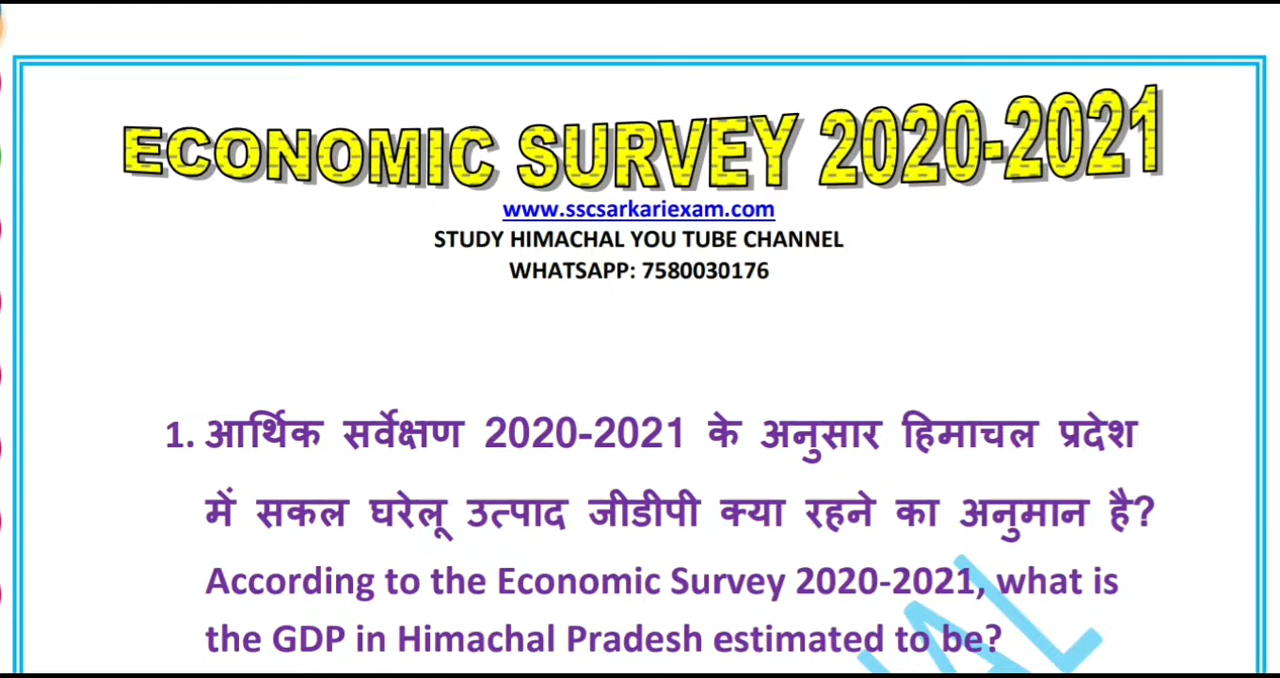 ECONOMIC SURVEY 2020-2021
www.sscsarkariexam.com
STUDY HIMACHAL YOU TUBE CHANNEL
WHATSAPP: 7580030176
1. आर्थिक सर्वेक्षण 2020-2021 के अनुसार हिमाचल प्रदेश
में सकल घरेलू उत्पाद जीडीपी क्या रहने का अनुमान है?
According to the Economic Survey 2020-2021, what is
the GDP in Himachal Pradesh estimated to be?